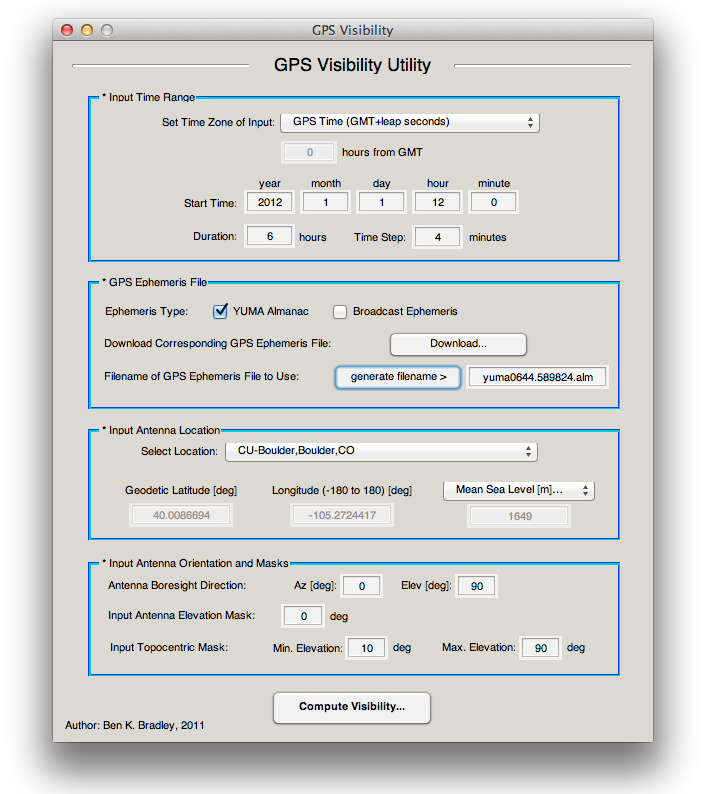 GPS Visibility
GPS Visibility Utility
* Input Time Range
Set Time Zone of Input: GPS Time (GMT+leap seconds)
0 hours from GMT
year month day hour minute
Start Time: 2012 1 1 12 0
Duration: 6 hours Time Step: 4 minutes
* GPS Ephemeris File
Ephemeris Type: YUMA Almanac Broadcast Ephemeris
Download Corresponding GPS Ephemeris File: Download...
Filename of GPS Ephemeris File to Use: generate filename > yuma0644.589824.alm
* Input Antenna Location
Select Location: CU-Boulder,Boulder,CO
Geodetic Latitude [deg] Longitude (-180 to 180) [deg] Mean Sea Level [m]...
40.0086694 -105.2724417 1649
* Input Antenna Orientation and Masks
Antenna Boresight Direction: Az [deg]: 0 Elev [deg]: 90
Input Antenna Elevation Mask: 0 deg
Input Topocentric Mask: Min. Elevation: 10 deg Max. Elevation: 90 deg
Compute Visibility...
Author: Ben K. Bradley, 2011